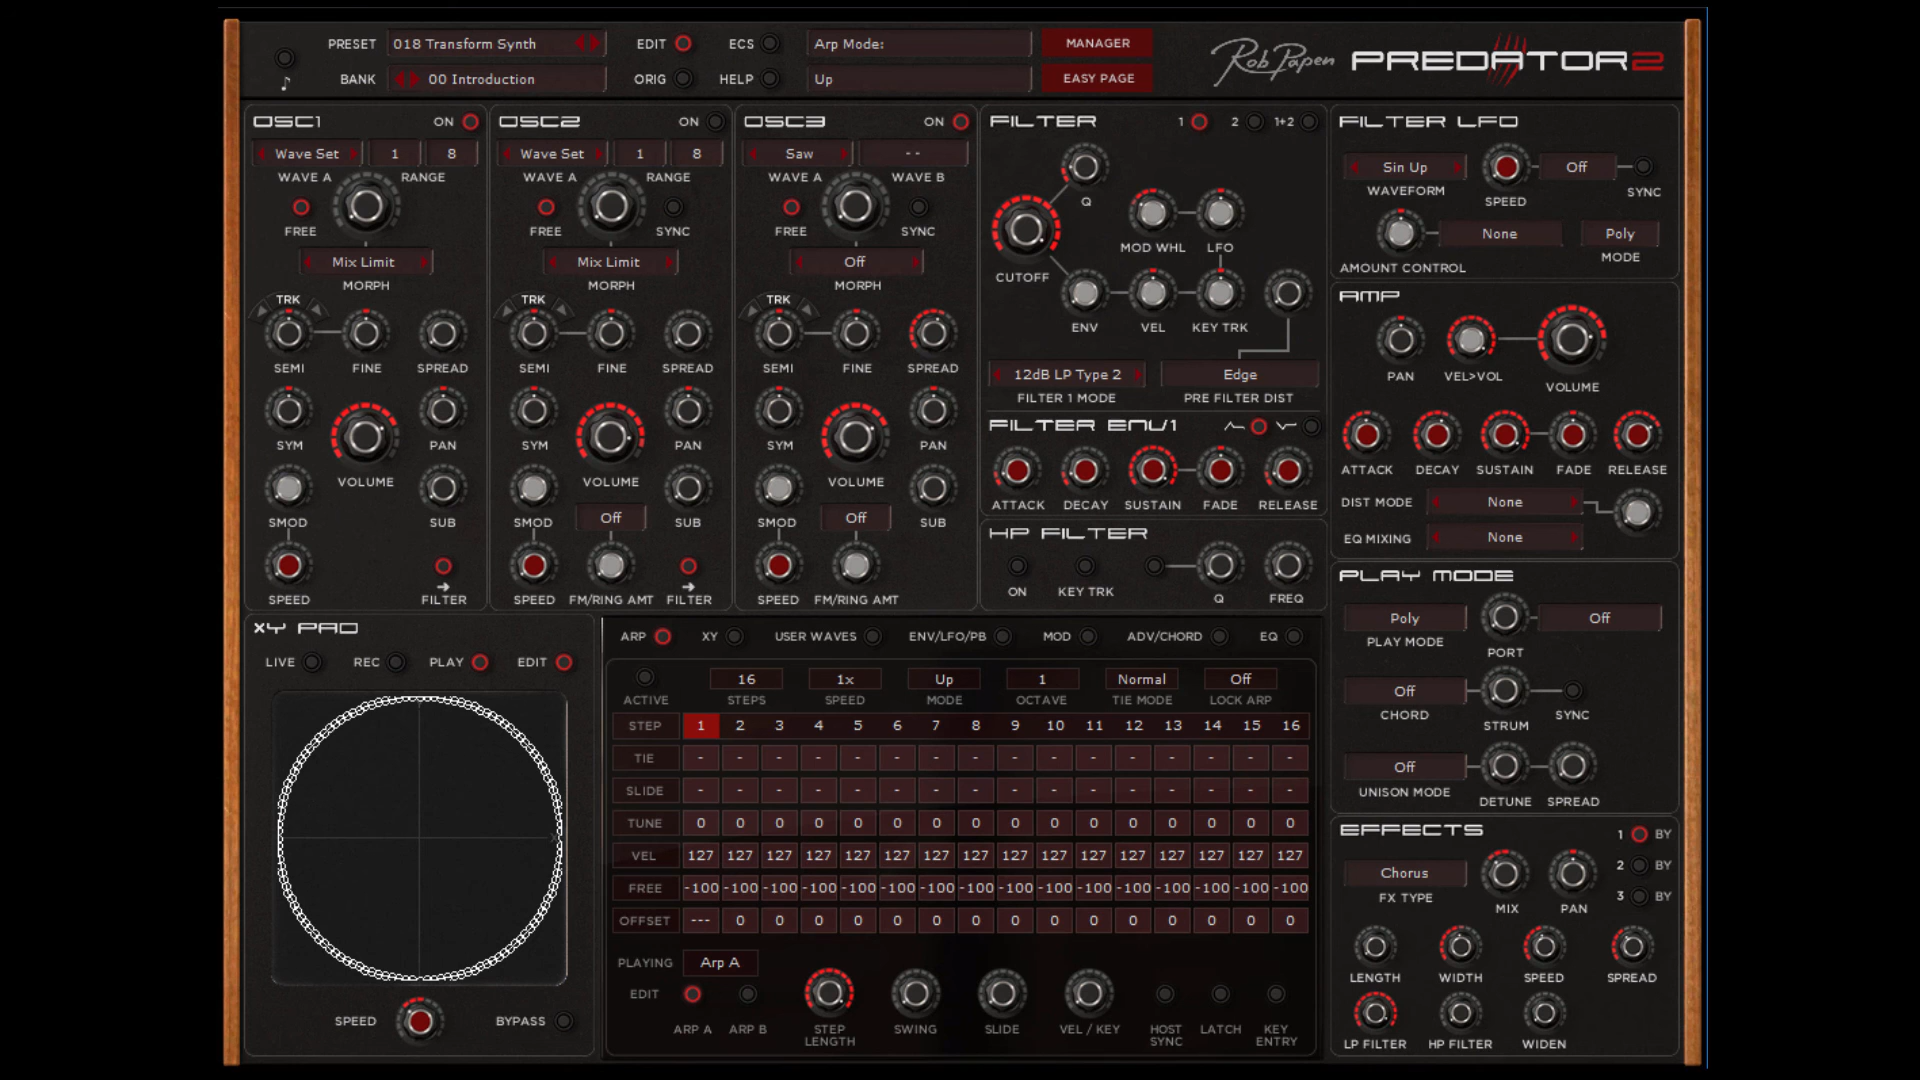 PRESET 018 Transform Synth EDIT ECS Arp Mode: MANAGER
BANK 00 Introduction ORIG HELP Up EASY PAGE
Rob Papen PREDATOR2
OSC1 ON
Wave Set 1 8
WAVE A RANGE
FREE
Mix Limit
MORPH
TRK
SEMI FINE SPREAD
SYM VOLUME PAN
SMOD SUB
SPEED FILTER
OSC2 ON
Wave Set 1 8
WAVE A RANGE
FREE SYNC
Mix Limit
MORPH
TRK
SEMI FINE SPREAD
SYM VOLUME PAN
SMOD Off SUB
SPEED FM/RING AMT FILTER
OSC3 ON
Saw --
WAVE A WAVE B
FREE SYNC
Off
MORPH
TRK
SEMI FINE SPREAD
SYM VOLUME PAN
SMOD Off SUB
SPEED FM/RING AMT
FILTER 1 2 1+2
Q
MOD WHL LFO
CUTOFF
ENV VEL KEY TRK
12dB LP Type 2 Edge
FILTER 1 MODE PRE FILTER DIST
FILTER ENV1
ATTACK DECAY SUSTAIN FADE RELEASE
HP FILTER
ON KEY TRK Q FREQ
FILTER LFO
Sin Up Off
WAVEFORM SPEED SYNC
None Poly
AMOUNT CONTROL MODE
AMP
PAN VEL>VOL VOLUME
ATTACK DECAY SUSTAIN FADE RELEASE
DIST MODE None
EQ MIXING None
PLAY MODE
Poly Off
PLAY MODE PORT
Off
CHORD STRUM SYNC
Off
UNISON MODE DETUNE SPREAD
EFFECTS 1 BY
2 BY
3 BY
Chorus
FX TYPE MIX PAN
LENGTH WIDTH SPEED SPREAD
LP FILTER HP FILTER WIDEN
XY PAD
LIVE REC PLAY EDIT
SPEED BYPASS
ARP XY USER WAVES ENV/LFO/PB MOD ADV/CHORD EQ
16 1x Up 1 Normal Off
ACTIVE STEPS SPEED MODE OCTAVE TIE MODE LOCK ARP
STEP 1 2 3 4 5 6 7 8 9 10 11 12 13 14 15 16
TIE - - - - - - - - - - - - - - - -
SLIDE - - - - - - - - - - - - - - - -
TUNE 0 0 0 0 0 0 0 0 0 0 0 0 0 0 0 0
VEL 127 127 127 127 127 127 127 127 127 127 127 127 127 127 127 127
FREE -100 -100 -100 -100 -100 -100 -100 -100 -100 -100 -100 -100 -100 -100 -100 -100
OFFSET --- 0 0 0 0 0 0 0 0 0 0 0 0 0 0 0
PLAYING Arp A
EDIT
ARP A ARP B STEP LENGTH SWING SLIDE VEL / KEY HOST SYNC LATCH KEY ENTRY